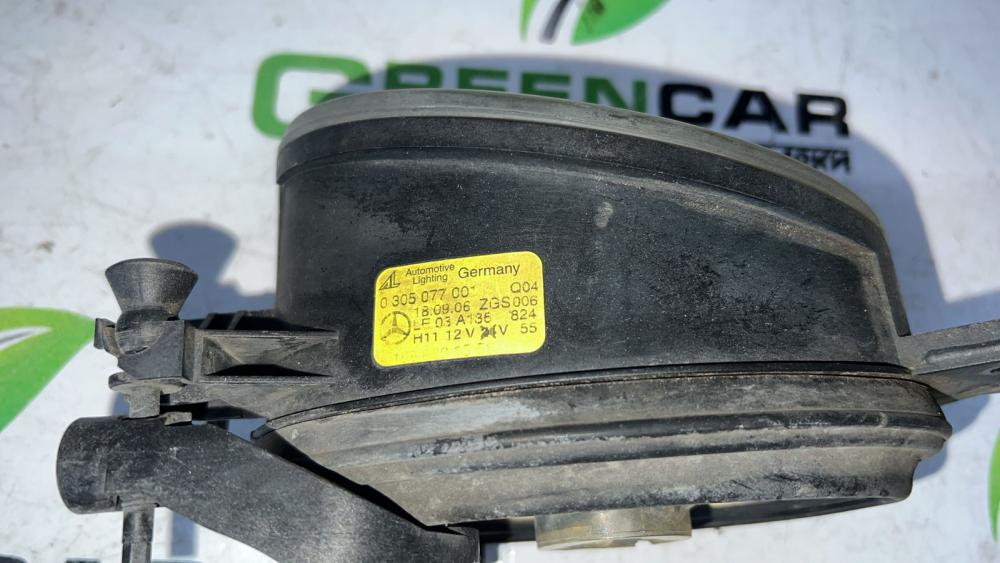 GREENCAR
Automotive
Lighting
Germany
0 305 077 001 Q04
18.09.06 ZGS 006
LE 03 A136 824
H11 12 V 24V 55